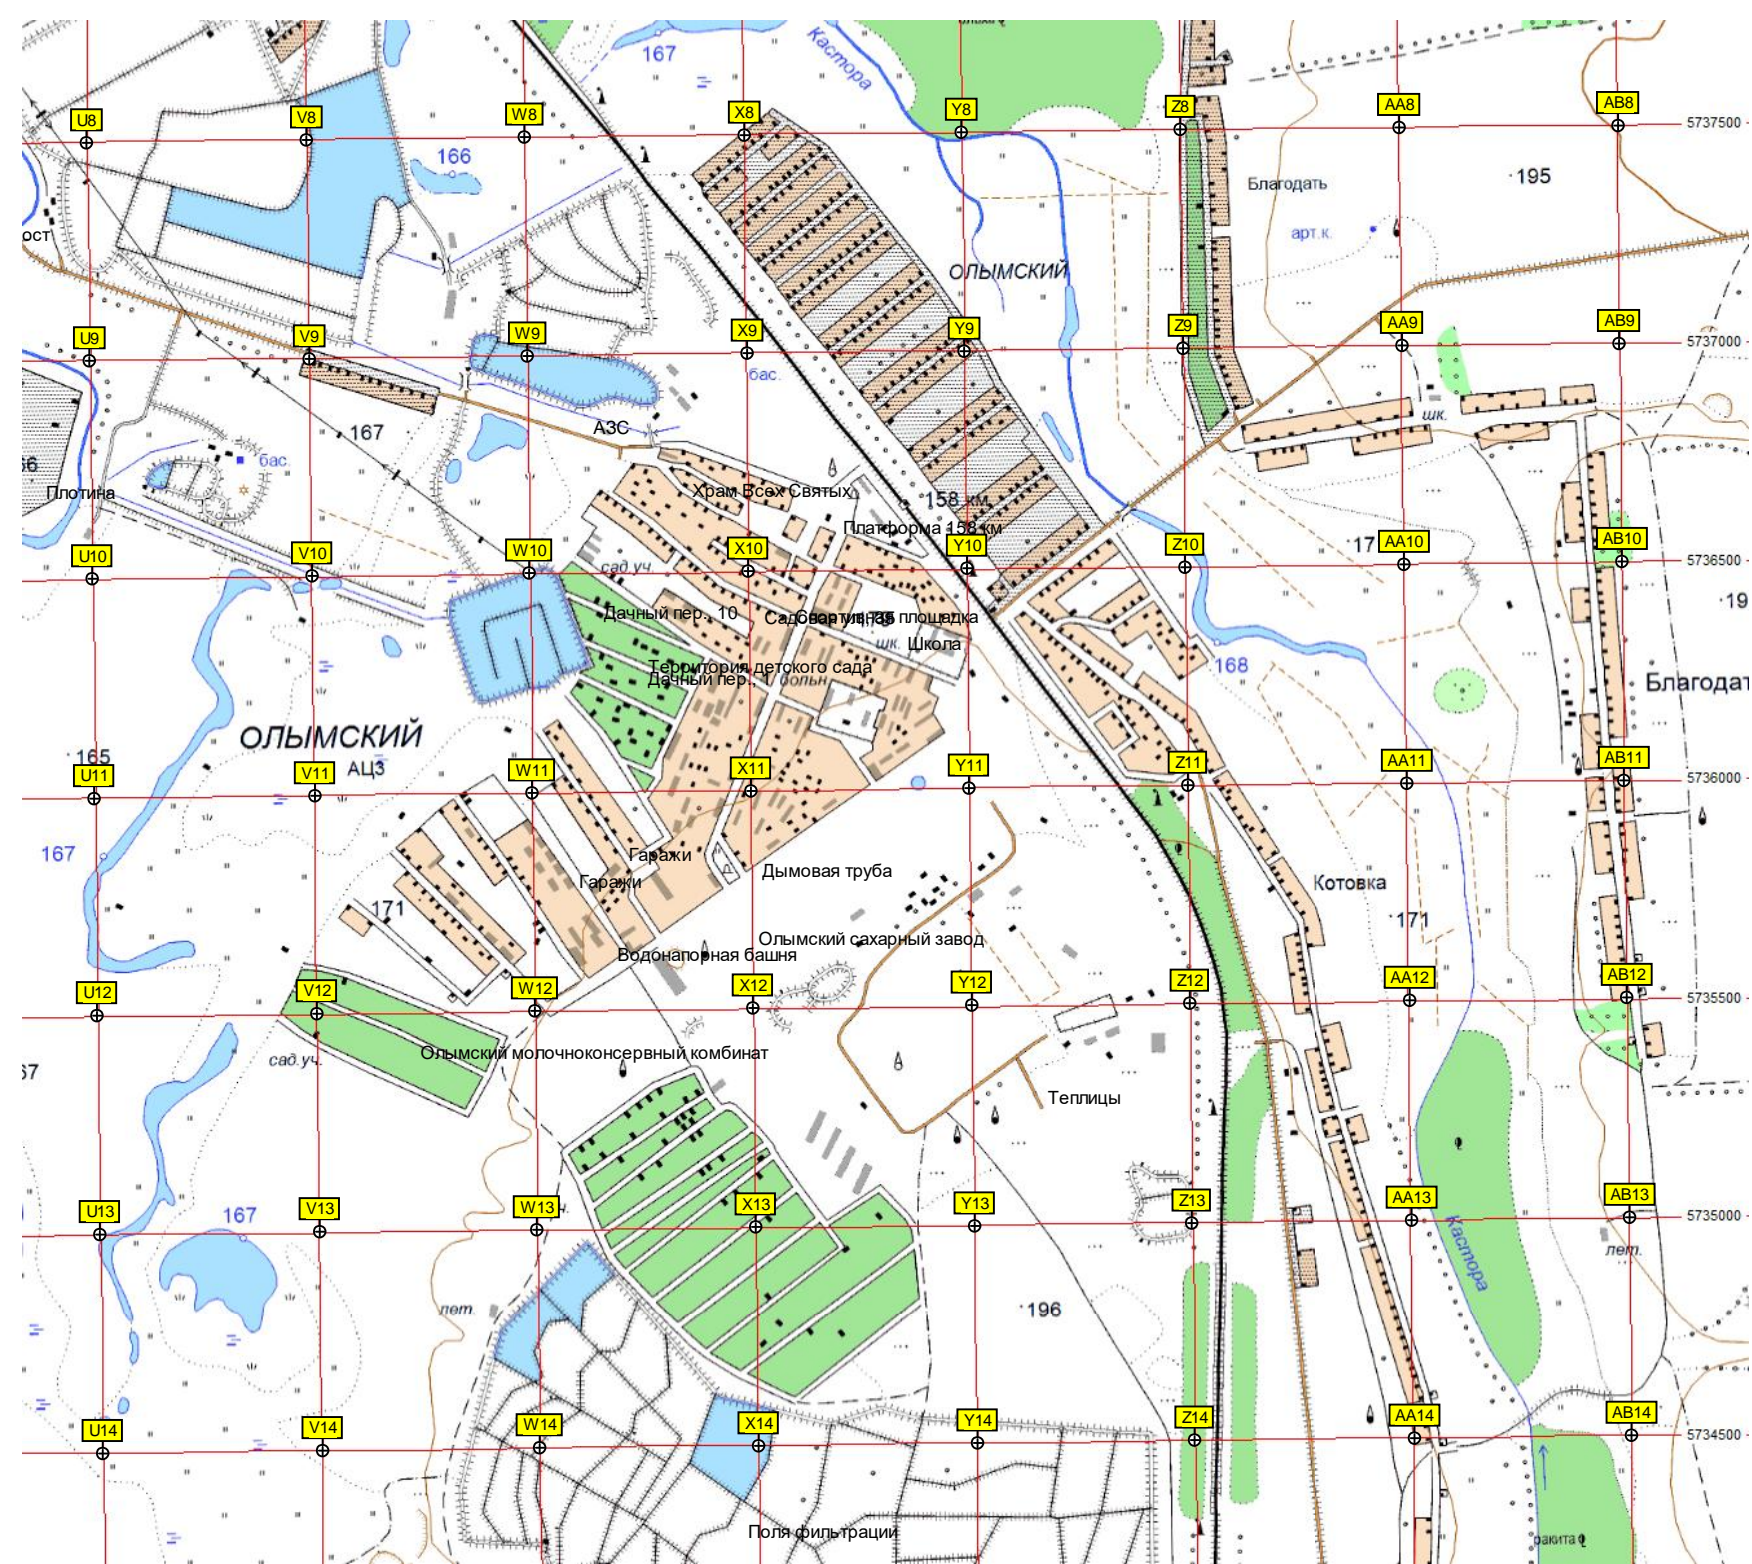 167
Кастора
U8
V8
W8
X8
Y8
Z8
AA8
AB8
5737500
166
Благодать
195
арт.к.
ост
ОЛЫМСКИЙ
U9
V9
W9
X9
Y9
Z9
AA9
AB9
5737000
бас.
шк.
АЗС
167
бас.
Плотина
Храм Всех Святых
158 км
Платформа 158 км
U10
V10
W10
X10
Y10
Z10
17
AA10
AB10
5736500
сад.уч.
19
Дачный пер., 10
площадка
шк.
Школа
168
Территория детского сада
Дачный пер., 1
больн.
Благодат
ОЛЫМСКИЙ
165
АЦЗ
U11
V11
W11
X11
Y11
Z11
AA11
AB11
5736000
167
Гаражи
Дымовая труба
Гаражи
Котовка
171
171
Олымский сахарный завод
Водонапорная башня
U12
V12
W12
X12
Y12
Z12
AA12
AB12
5735500
сад.уч.
Олымский молочноконсервный комбинат
67
Теплицы
U13
V13
W13
X13
Y13
Z13
AA13
AB13
5735000
167
Кастора
лет.
лет.
196
U14
V14
W14
X14
Y14
Z14
AA14
AB14
5734500
Поля фильтрации
ракита